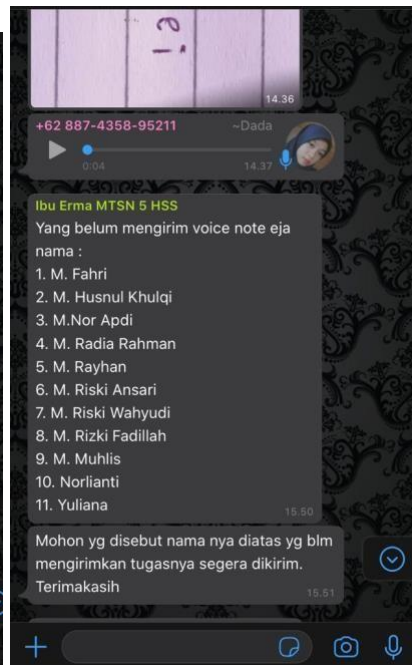 14.36
+62 887-4358-95211 ~Dada
0:04 14.37
Ibu Erma MTSN 5 HSS
Yang belum mengirim voice note eja
nama :
1. M. Fahri
2. M. Husnul Khulqi
3. M.Nor Apdi
4. M. Radia Rahman
5. M. Rayhan
6. M. Riski Ansari
7. M. Riski Wahyudi
8. M. Rizki Fadillah
9. M. Muhlis
10. Norlianti
11. Yuliana
15.50
Mohon yg disebut nama nya diatas yg blm
mengirimkan tugasnya segera dikirim.
Terimakasih
15.51